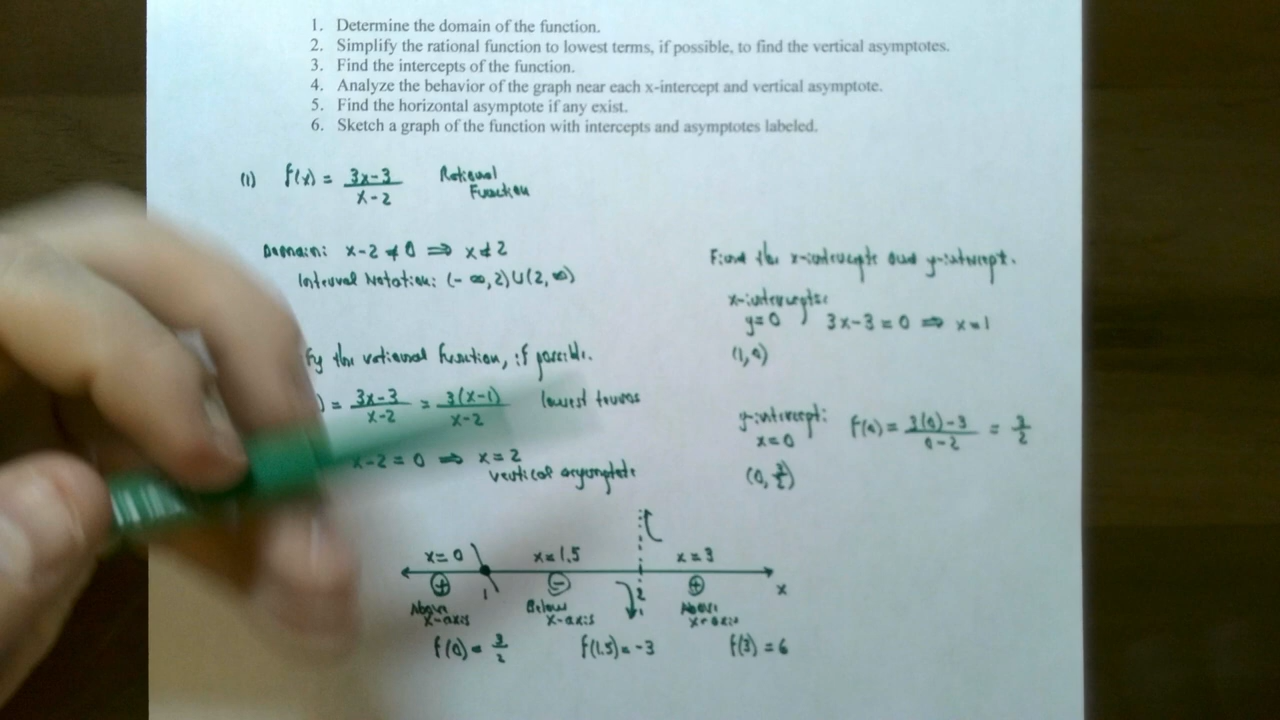 1. Determine the domain of the function.
2. Simplify the rational function to lowest terms, if possible, to find the vertical asymptotes.
3. Find the intercepts of the function.
4. Analyze the behavior of the graph near each x-intercept and vertical asymptote.
5. Find the horizontal asymptote if any exist.
6. Sketch a graph of the function with intercepts and asymptotes labeled.
(1) f(x) = (3x-3)/(x-2) Rational Function
Domain: x-2 ≠ 0 ⇒ x ≠ 2
Interval Notation: (-∞,2)∪(2,∞)
fy the rational function, if possible.
) = (3x-3)/(x-2) = 3(x-1)/(x-2) lowest terms
x-2 = 0 ⇒ x = 2
vertical asymptote
Find the x-intercepts and y-intercept.
x-intercepts:
y=0, 3x-3=0 ⇒ x=1
(1,0)
y-intercept: f(0) = (3(0)-3)/(0-2) = 3/2
x=0
(0, 3/2)
x=0 x=1.5 x=3
+ 1 − 2 + x
Above x-axis Below x-axis Above x-axis
f(0) = 3/2 f(1.5) = -3 f(3) = 6